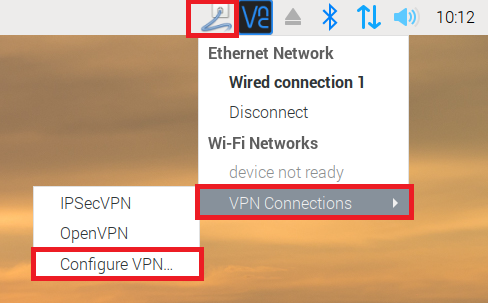 VNC 10:12
Ethernet Network
Wired connection 1
Disconnect
Wi-Fi Networks
device not ready
VPN Connections
IPSecVPN
OpenVPN
Configure VPN...